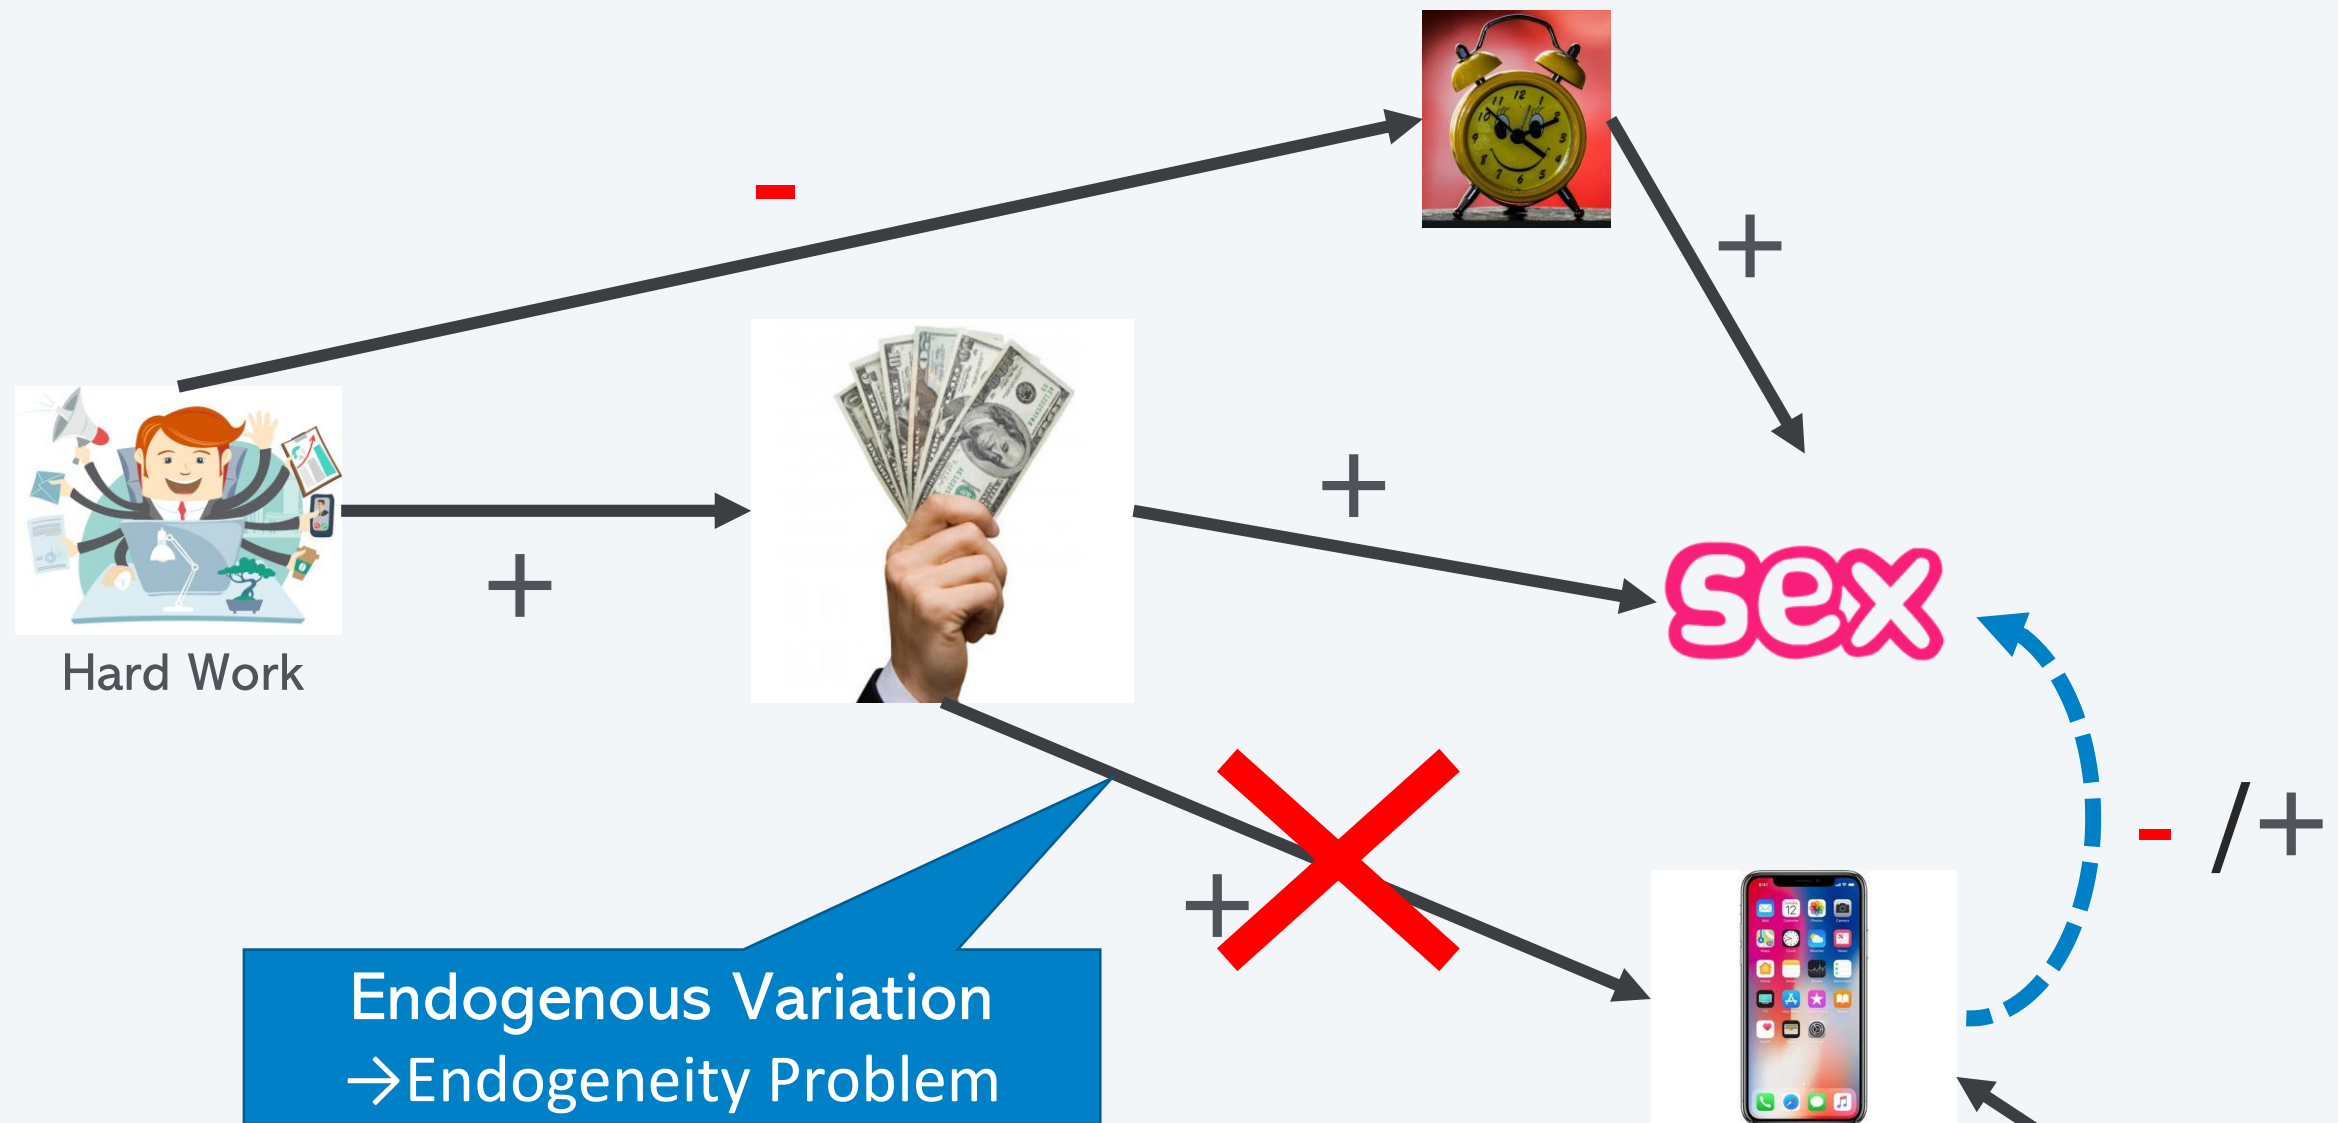 -
+
+
sex
+
Hard Work
- /+
+
Endogenous Variation
→Endogeneity Problem